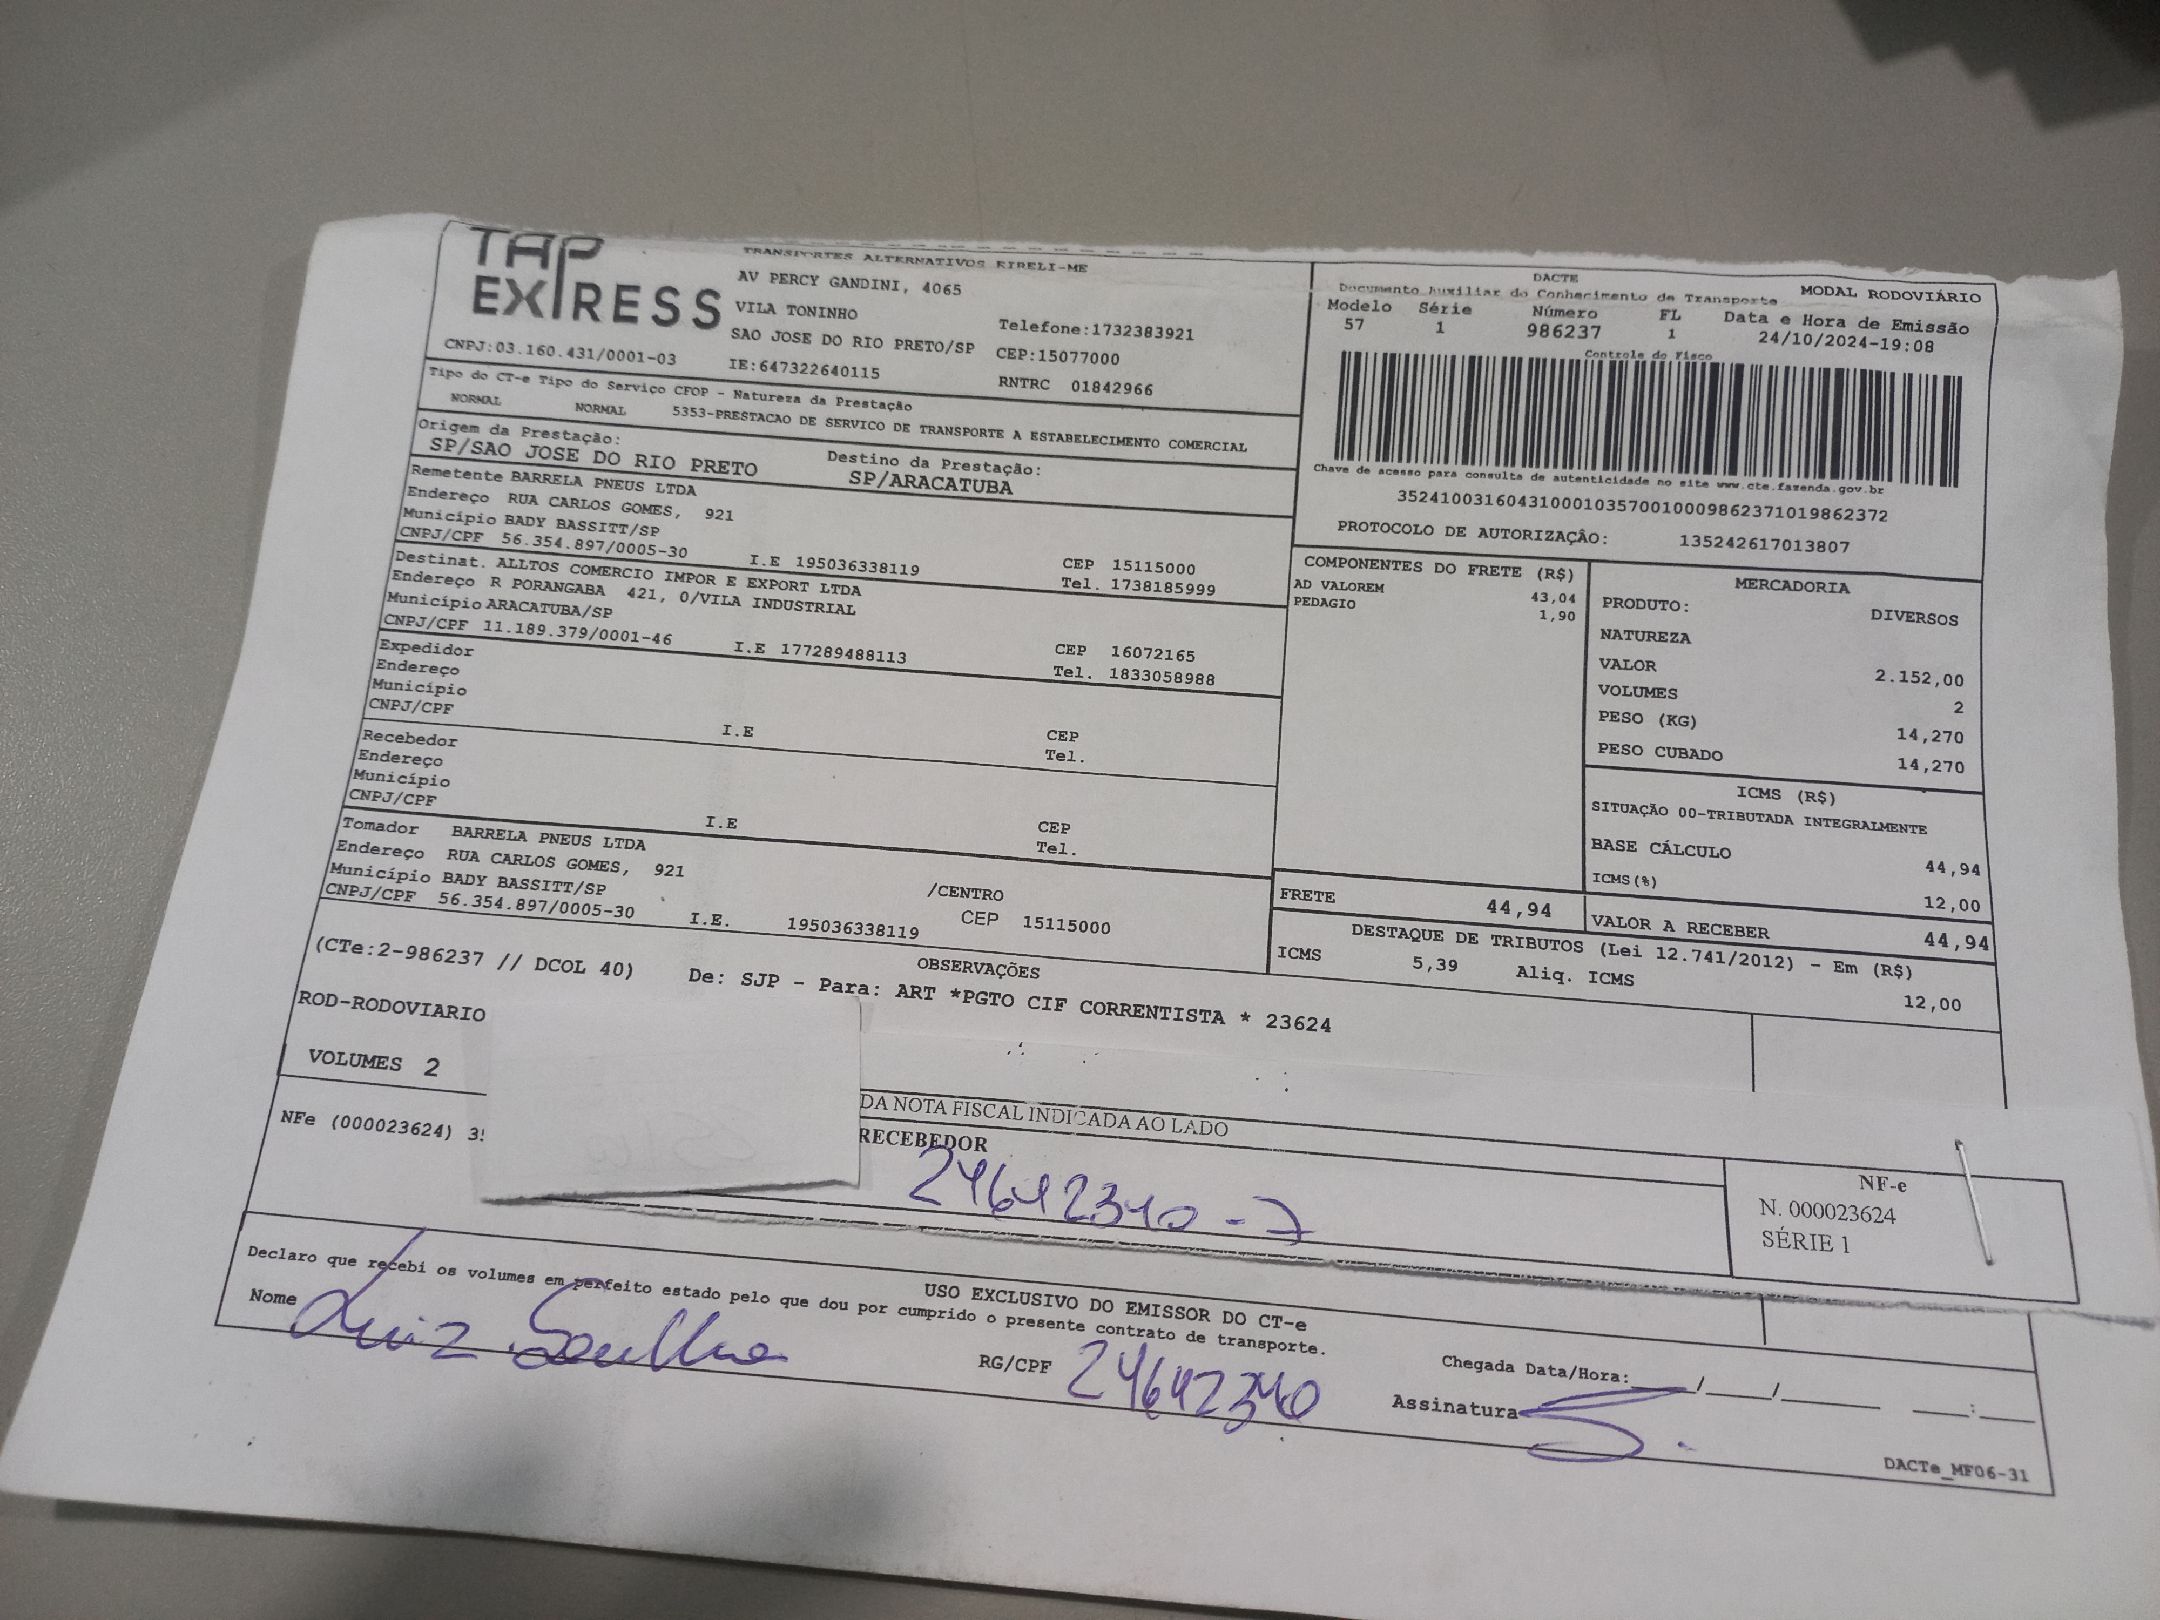 TAP
EXPRESS
TRANSPORTES ALTERNATIVOS EIRELI-ME
AV PERCY GANDINI, 4065
VILA TONINHO
SAO JOSE DO RIO PRETO/SP
Telefone:1732383921
CEP:15077000
CNPJ:03.160.431/0001-03
IE:647322640115
RNTRC 01842966
DACTE
Documento Auxiliar do Conhecimento de Transporte
MODAL RODOVIÁRIO
Modelo Série Número FL Data e Hora de Emissão
57 1 986237 1 24/10/2024-19:08
Controle do Fisco
Chave de acesso para consulta de autenticidade no site www.cte.fazenda.gov.br
35241003160431000103570010009862371019862372
PROTOCOLO DE AUTORIZAÇÃO: 135242617013807
Tipo do CT-e Tipo do Serviço CFOP - Natureza da Prestação
NORMAL NORMAL 5353-PRESTACAO DE SERVICO DE TRANSPORTE A ESTABELECIMENTO COMERCIAL
Origem da Prestação: Destino da Prestação:
SP/SAO JOSE DO RIO PRETO SP/ARACATUBA
Remetente BARRELA PNEUS LTDA
Endereço RUA CARLOS GOMES, 921
Município BADY BASSITT/SP CEP 15115000
CNPJ/CPF 56.354.897/0005-30 I.E 195036338119 Tel. 1738185999
Destinat. ALLTOS COMERCIO IMPOR E EXPORT LTDA
Endereço R PORANGABA 421, 0/VILA INDUSTRIAL
Município ARACATUBA/SP CEP 16072165
CNPJ/CPF 11.189.379/0001-46 I.E 177289488113 Tel. 1833058988
Expedidor
Endereço
Município CEP
CNPJ/CPF I.E Tel.
Recebedor
Endereço
Município CEP
CNPJ/CPF I.E Tel.
Tomador BARRELA PNEUS LTDA
Endereço RUA CARLOS GOMES, 921 /CENTRO
Município BADY BASSITT/SP CEP 15115000
CNPJ/CPF 56.354.897/0005-30 I.E. 195036338119
COMPONENTES DO FRETE (R$)
AD VALOREM 43,04
PEDAGIO 1,90
MERCADORIA
PRODUTO: DIVERSOS
NATUREZA
VALOR 2.152,00
VOLUMES 2
PESO (KG) 14,270
PESO CUBADO 14,270
ICMS (R$)
SITUAÇÃO 00-TRIBUTADA INTEGRALMENTE
BASE CÁLCULO 44,94
ICMS(%) 12,00
FRETE 44,94
VALOR A RECEBER 44,94
DESTAQUE DE TRIBUTOS (Lei 12.741/2012) - Em (R$)
ICMS 5,39 Aliq. ICMS 12,00
OBSERVAÇÕES
(CTe:2-986237 // DCOL 40) De: SJP - Para: ART *PGTO CIF CORRENTISTA * 23624
ROD-RODOVIARIO
VOLUMES 2
NFe (000023624)
DA NOTA FISCAL INDICADA AO LADO
RECEBEDOR
24642340-7
NF-e
N. 000023624
SÉRIE 1
USO EXCLUSIVO DO EMISSOR DO CT-e
Declaro que recebi os volumes em perfeito estado pelo que dou por cumprido o presente contrato de transporte.
Nome Luiz
RG/CPF 24642340
Chegada Data/Hora:____/____/____ ____:____
Assinatura
DACTe_MF06-31